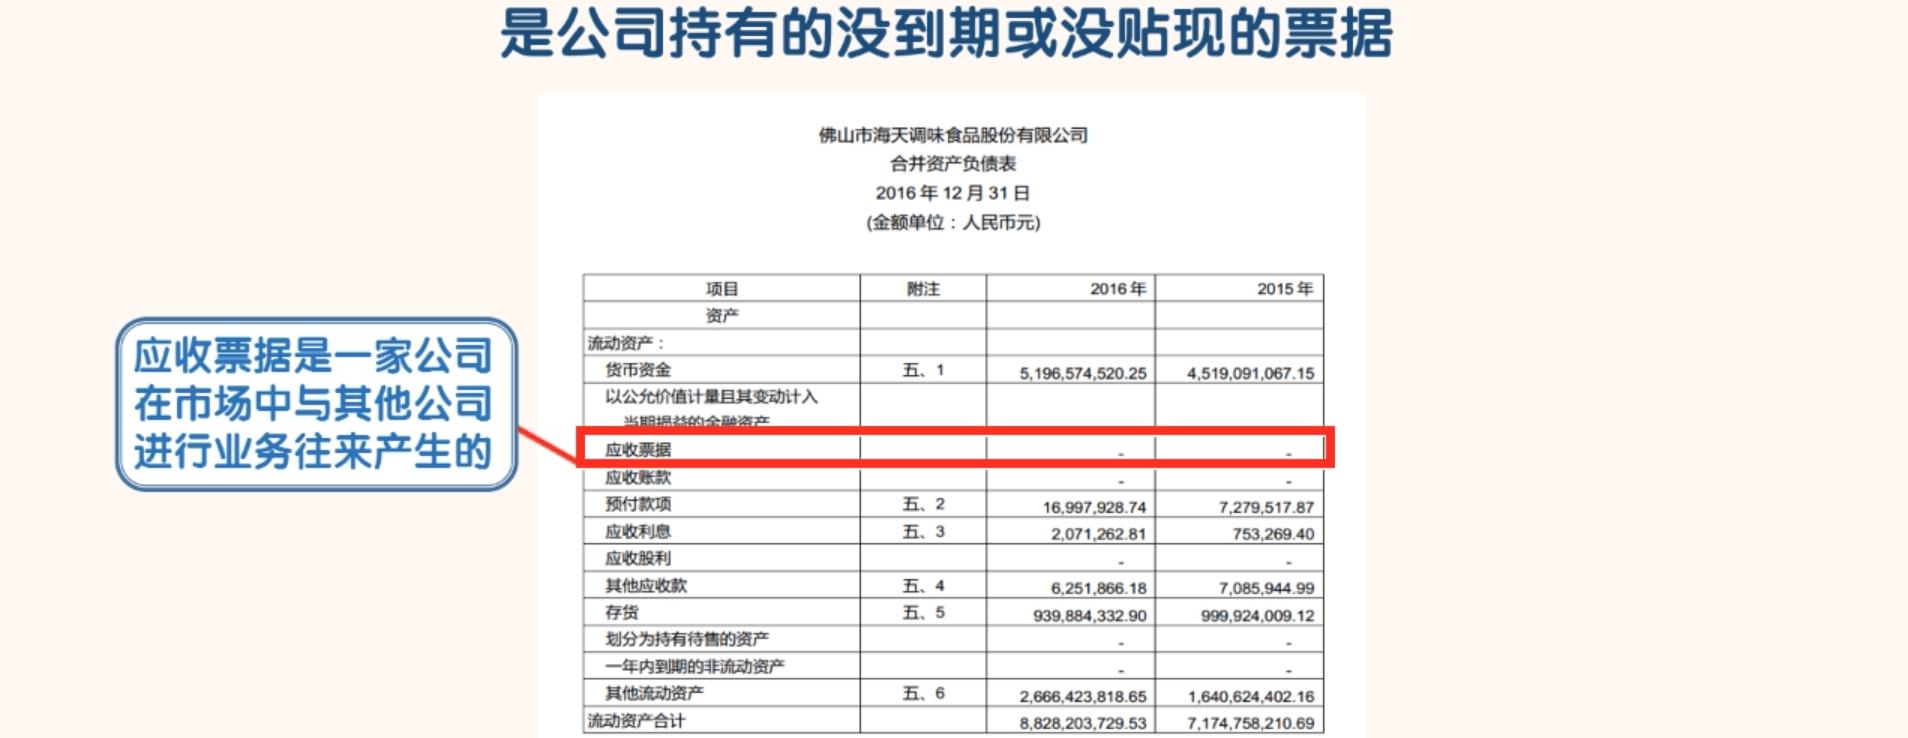 是公司持有的没到期或没贴现的票据
佛山市海天调味食品股份有限公司
合并资产负债表
2016 年 12 月 31 日
(金额单位：人民币元)
应收票据是一家公司
在市场中与其他公司
进行业务往来产生的
项目 附注 2016 年 2015 年
资产
流动资产：
货币资金 五、1 5,196,574,520.25 4,519,091,067.15
以公允价值计量且其变动计入
当期损益的金融资产
应收票据 - -
应收账款 - -
预付款项 五、2 16,997,928.74 7,279,517.87
应收利息 五、3 2,071,262.81 753,269.40
应收股利 - -
其他应收款 五、4 6,251,866.18 7,085,944.99
存货 五、5 939,884,332.90 999,924,009.12
划分为持有待售的资产 - -
一年内到期的非流动资产 - -
其他流动资产 五、6 2,666,423,818.65 1,640,624,402.16
流动资产合计 8,828,203,729.53 7,174,758,210.69